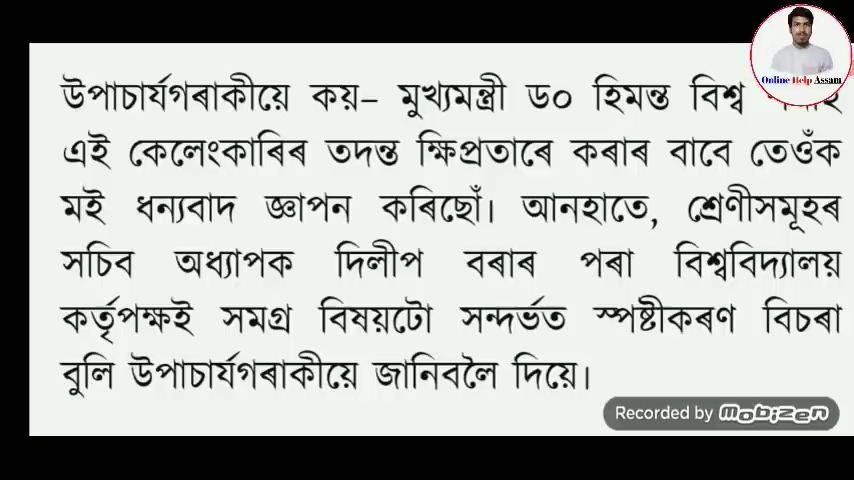 উপাচাৰ্যগৰাকীয়ে কয়– মুখ্যমন্ত্ৰী ড০ হিমন্ত বিশ্ব
এই কেলেংকাৰিৰ তদন্ত ক্ষিপ্ৰতাৰে কৰাৰ বাবে তেওঁক
মই ধন্যবাদ জ্ঞাপন কৰিছোঁ। আনহাতে, শ্ৰেণীসমূহৰ
সচিব অধ্যাপক দিলীপ বৰাৰ পৰা বিশ্ববিদ্যালয়
কৰ্তৃপক্ষই সমগ্ৰ বিষয়টো সন্দৰ্ভত স্পষ্টীকৰণ বিচৰা
বুলি উপাচাৰ্যগৰাকীয়ে জানিবলৈ দিয়ে।
Online Help Assam
Recorded by Mobizen